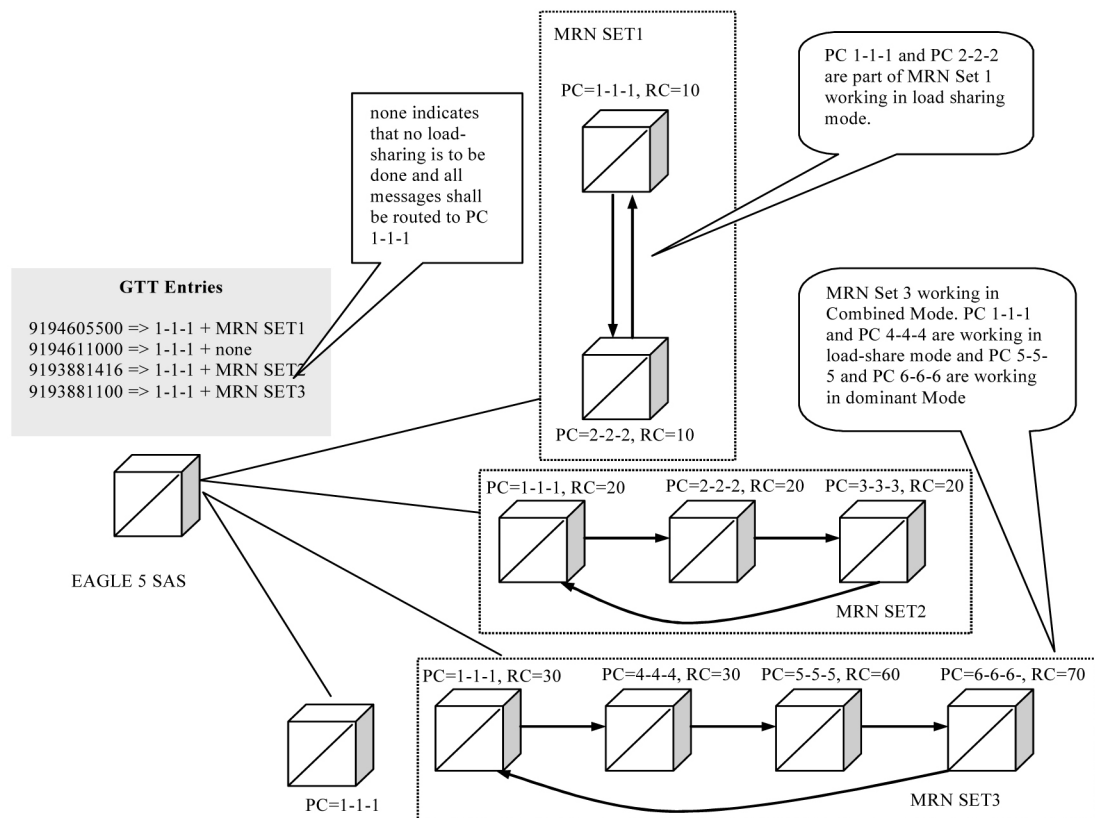 MRN SET1
PC=1-1-1, RC=10
PC=2-2-2, RC=10
PC 1-1-1 and PC 2-2-2
are part of MRN Set 1
working in load sharing
mode.
none indicates
that no load-
sharing is to be
done and all
messages shall
be routed to PC
1-1-1
GTT Entries
9194605500 => 1-1-1 + MRN SET1
9194611000 => 1-1-1 + none
9193881416 => 1-1-1 + MRN SET2
9193881100 => 1-1-1 + MRN SET3
MRN Set 3 working in
Combined Mode. PC 1-1-1
and PC 4-4-4 are working in
load-share mode and PC 5-5-
5 and PC 6-6-6 are working
in dominant Mode
EAGLE 5 SAS
PC=1-1-1, RC=20
PC=2-2-2, RC=20
PC=3-3-3, RC=20
MRN SET2
PC=1-1-1, RC=30
PC=4-4-4, RC=30
PC=5-5-5, RC=60
PC=6-6-6-, RC=70
MRN SET3
PC=1-1-1